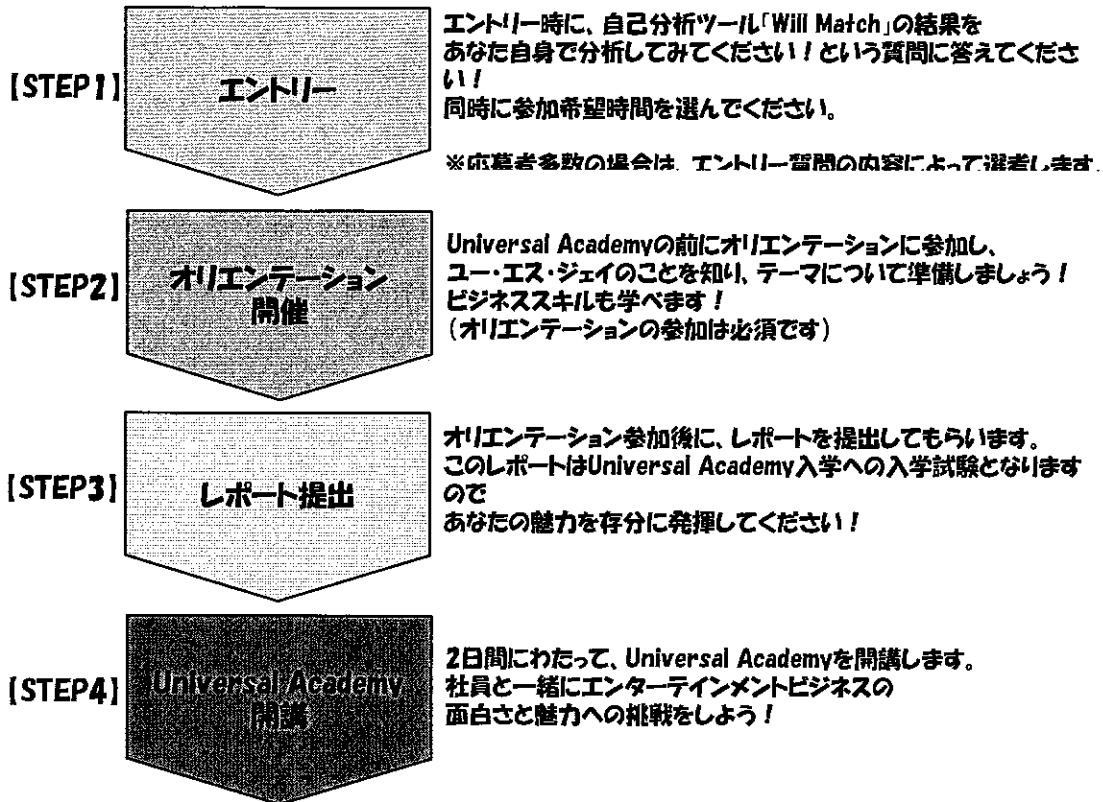 [STEP1]
エントリー
エントリー時に、自己分析ツール「Will Match」の結果を
あなた自身で分析してみてください！という質問に答えてくださ
い！
同時に参加希望時間を選んでください。
※応募者多数の場合は、エントリー質問の内容によって選考します。
[STEP2]
オリエンテーション
開催
Universal Academyの前にオリエンテーションに参加し、
ユー・エス・ジェイのことを知り、テーマについて準備しましょう！
ビジネススキルも学べます！
（オリエンテーションの参加は必須です）
[STEP3]
レポート提出
オリエンテーション参加後に、レポートを提出してもらいます。
このレポートはUniversal Academy入学への入学試験となります
ので
あなたの魅力を存分に発揮してください！
[STEP4]
Universal Academy
開講
2日間にわたって、Universal Academyを開講します。
社員と一緒にエンターテインメントビジネスの
面白さと魅力への挑戦をしよう！